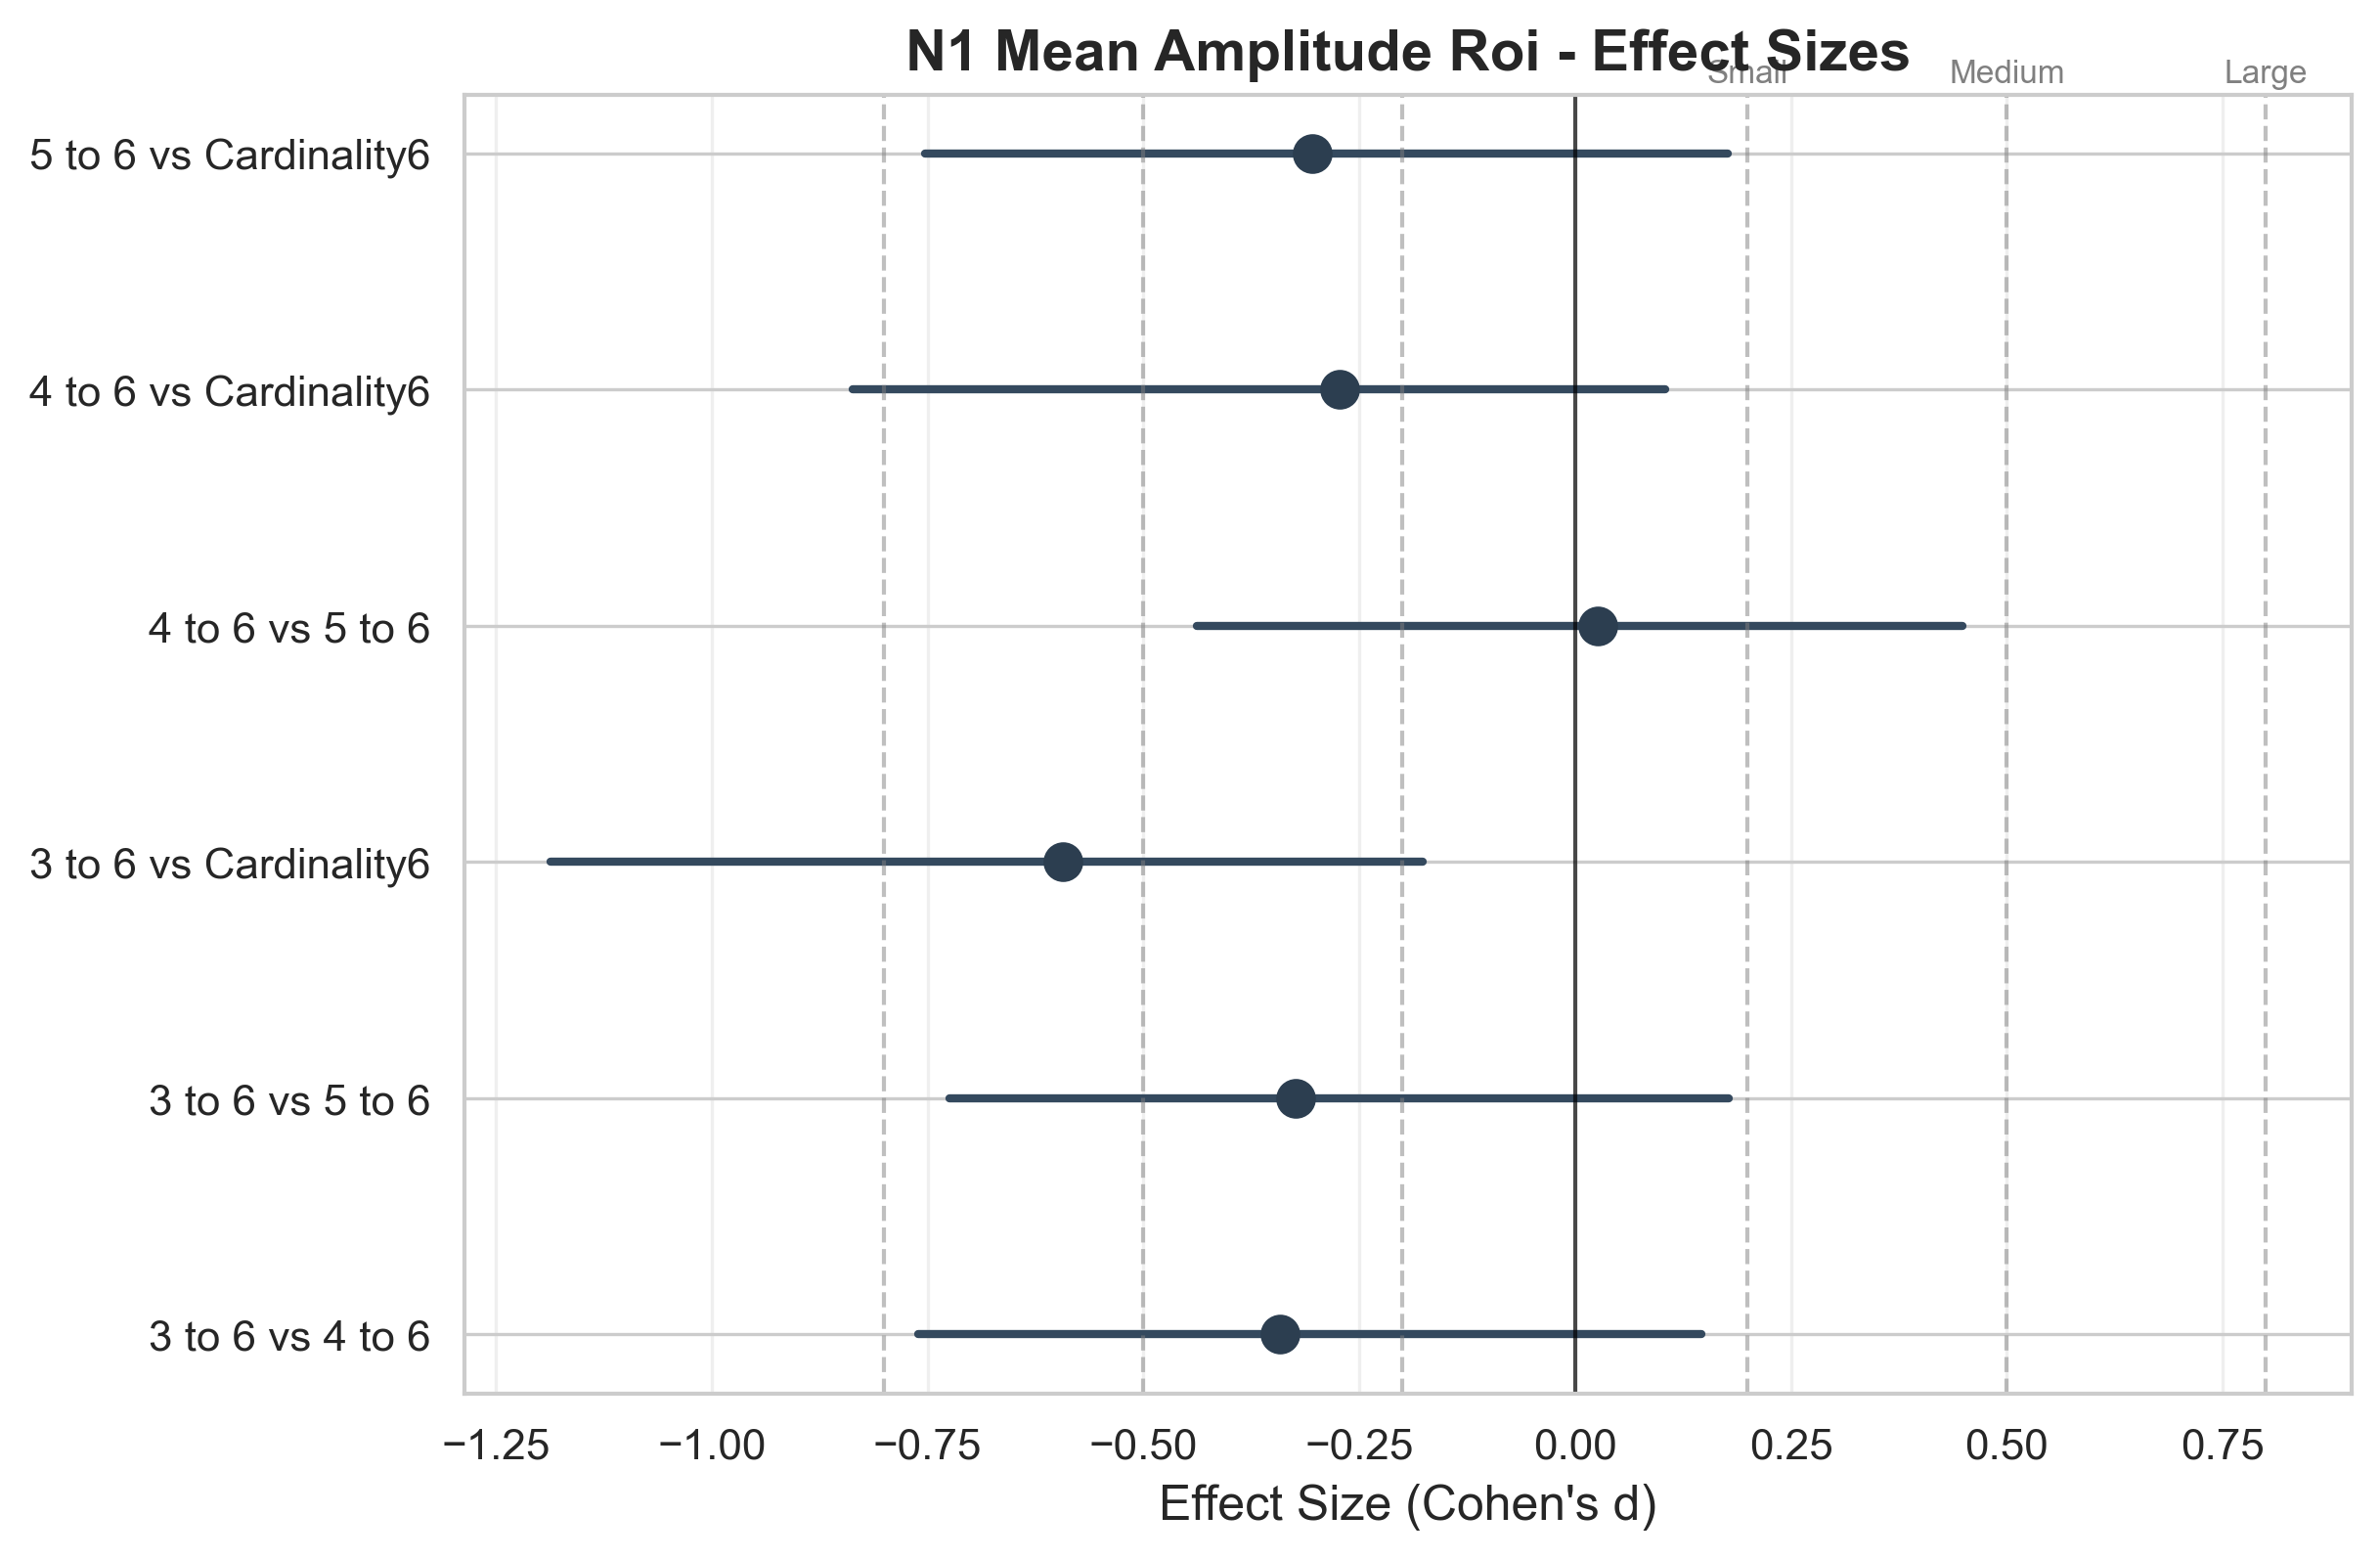 N1 Mean Amplitude Roi - Effect Sizes
Small Medium Large
5 to 6 vs Cardinality6
4 to 6 vs Cardinality6
4 to 6 vs 5 to 6
3 to 6 vs Cardinality6
3 to 6 vs 5 to 6
3 to 6 vs 4 to 6
−1.25 −1.00 −0.75 −0.50 −0.25 0.00 0.25 0.50 0.75
Effect Size (Cohen's d)